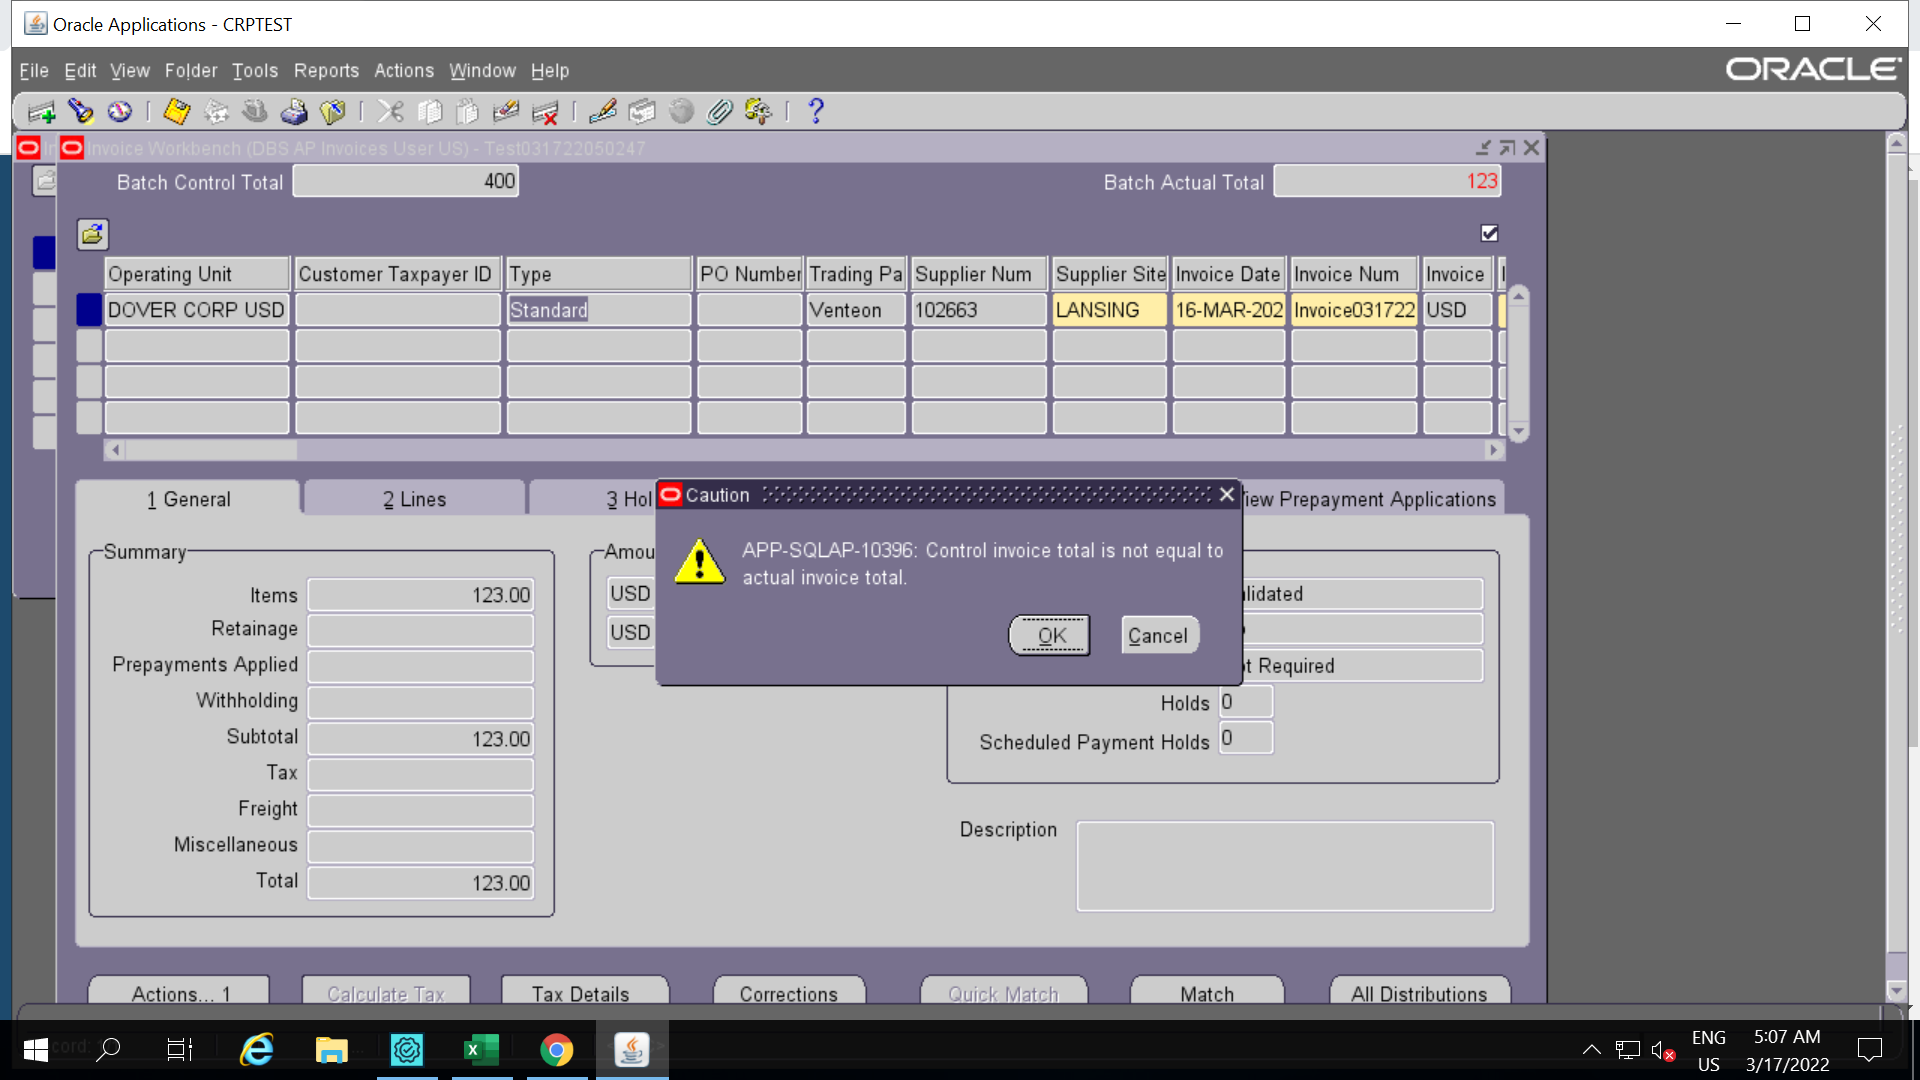 Oracle Applications - CRPTEST
File Edit View Folder Tools Reports Actions Window Help
ORACLE
Invoice Workbench (DBS AP Invoices User US) - Test031722050247
Batch Control Total 400 Batch Actual Total 123
Operating Unit Customer Taxpayer ID Type PO Number Trading Pa Supplier Num Supplier Site Invoice Date Invoice Num Invoice
DOVER CORP USD Standard Venteon 102663 LANSING 16-MAR-202 Invoice031722 USD
1 General 2 Lines 3 Hol iew Prepayment Applications
Caution
APP-SQLAP-10396: Control invoice total is not equal to
actual invoice total.
OK Cancel
Summary
Items 123.00
Retainage
Prepayments Applied
Withholding
Subtotal 123.00
Tax
Freight
Miscellaneous
Total 123.00
Amou
USD
USD
lidated
t Required
Holds 0
Scheduled Payment Holds 0
Description
Actions... 1 Calculate Tax Tax Details Corrections Quick Match Match All Distributions
cord:
ENG
US
5:07 AM
3/17/2022